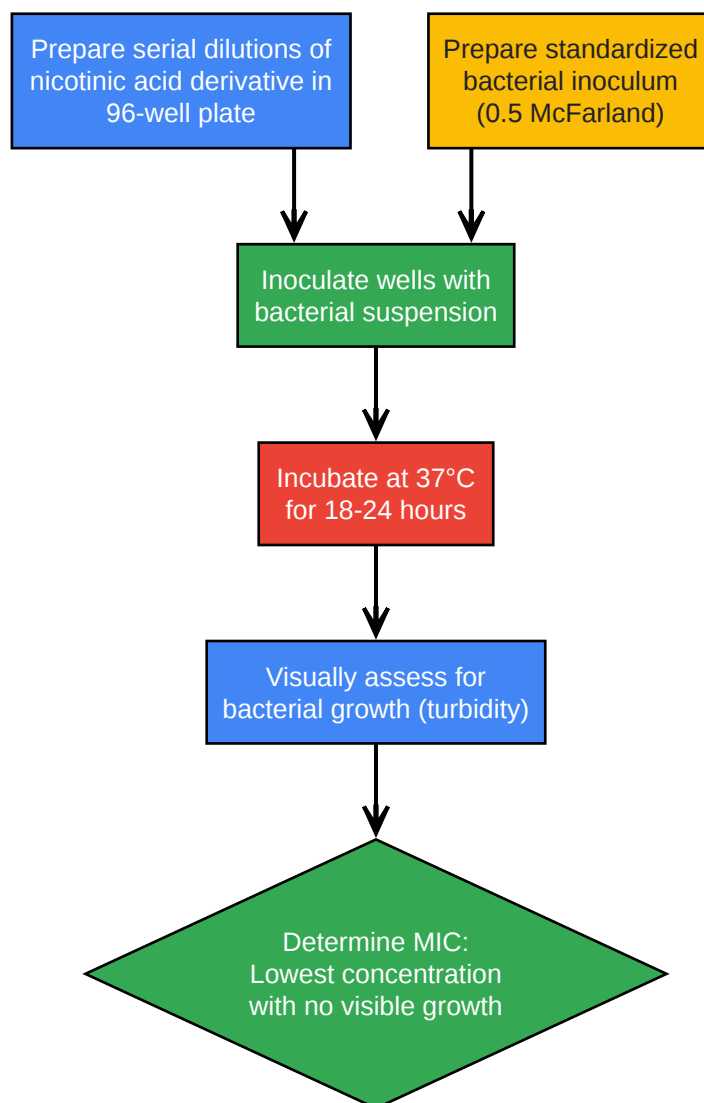 Prepare serial dilutions of
nicotinic acid derivative in
96-well plate
Prepare standardized
bacterial inoculum
(0.5 McFarland)
Inoculate wells with
bacterial suspension
Incubate at 37°C
for 18-24 hours
Visually assess for
bacterial growth (turbidity)
Determine MIC:
Lowest concentration
with no visible growth